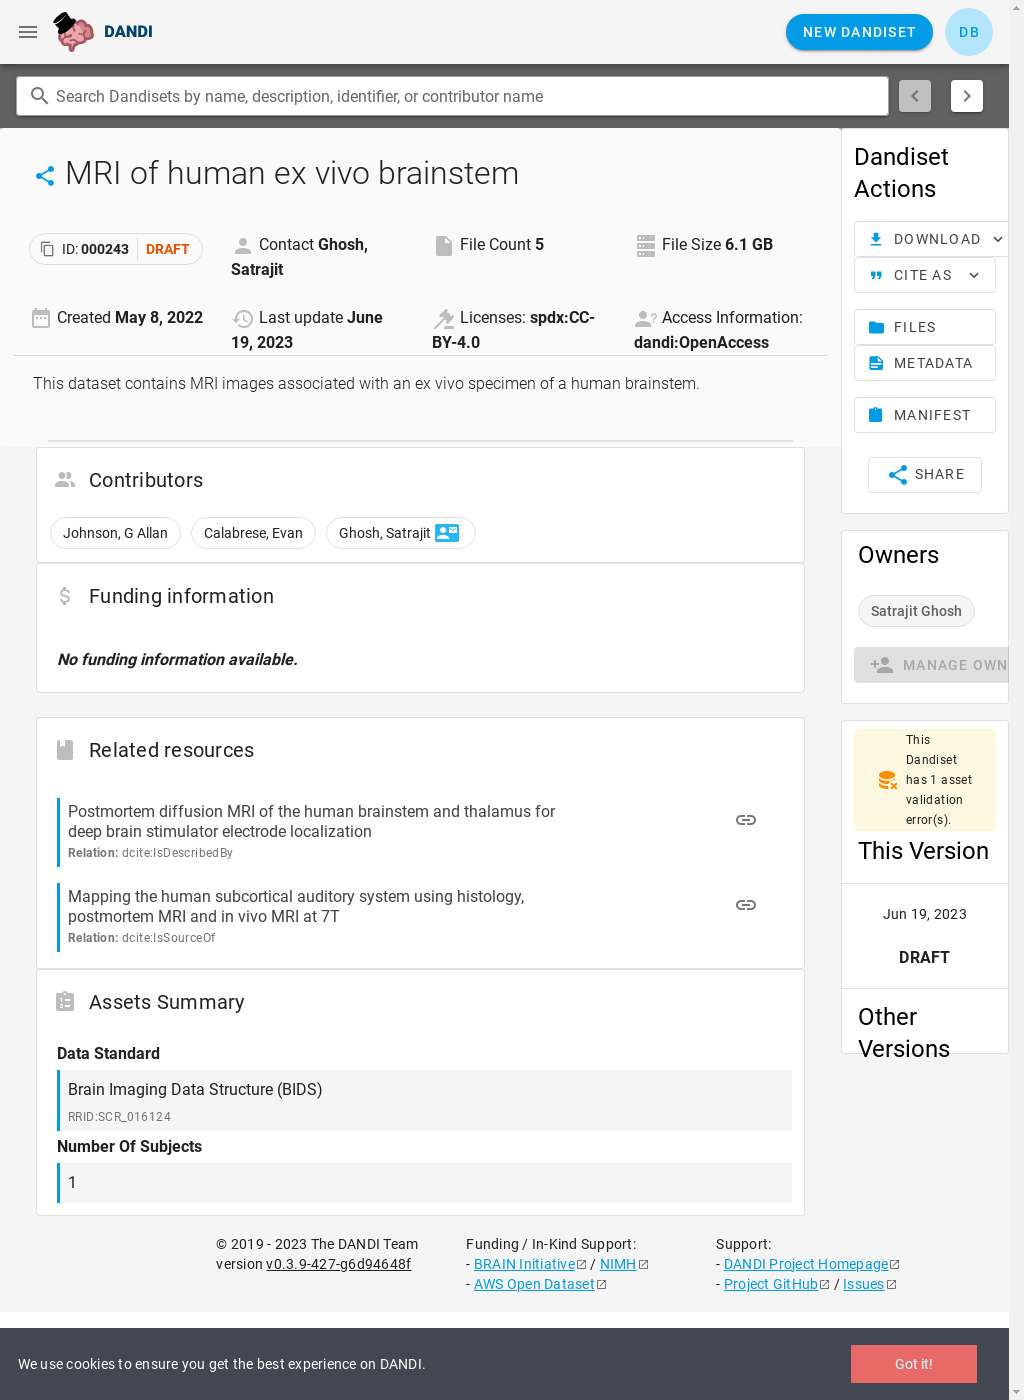 DANDI
NEW DANDISET
DB
Search Dandisets by name, description, identifier, or contributor name
MRI of human ex vivo brainstem
ID: 000243 DRAFT
Contact Ghosh,
Satrajit
File Count 5
File Size 6.1 GB
Created May 8, 2022
Last update June
19, 2023
Licenses: spdx:CC-
BY-4.0
Access Information:
dandi:OpenAccess
This dataset contains MRI images associated with an ex vivo specimen of a human brainstem.
Contributors
Johnson, G Allan
Calabrese, Evan
Ghosh, Satrajit
Funding information
No funding information available.
Related resources
Postmortem diffusion MRI of the human brainstem and thalamus for
deep brain stimulator electrode localization
Relation: dcite:IsDescribedBy
Mapping the human subcortical auditory system using histology,
postmortem MRI and in vivo MRI at 7T
Relation: dcite:IsSourceOf
Assets Summary
Data Standard
Brain Imaging Data Structure (BIDS)
RRID:SCR_016124
Number Of Subjects
1
Dandiset
Actions
DOWNLOAD
CITE AS
FILES
METADATA
MANIFEST
SHARE
Owners
Satrajit Ghosh
MANAGE OWN
This
Dandiset
has 1 asset
validation
error(s).
This Version
Jun 19, 2023
DRAFT
Other
Versions
© 2019 - 2023 The DANDI Team
version v0.3.9-427-g6d94648f
Funding / In-Kind Support:
- BRAIN Initiative / NIMH
- AWS Open Dataset
Support:
- DANDI Project Homepage
- Project GitHub / Issues
We use cookies to ensure you get the best experience on DANDI.
Got it!